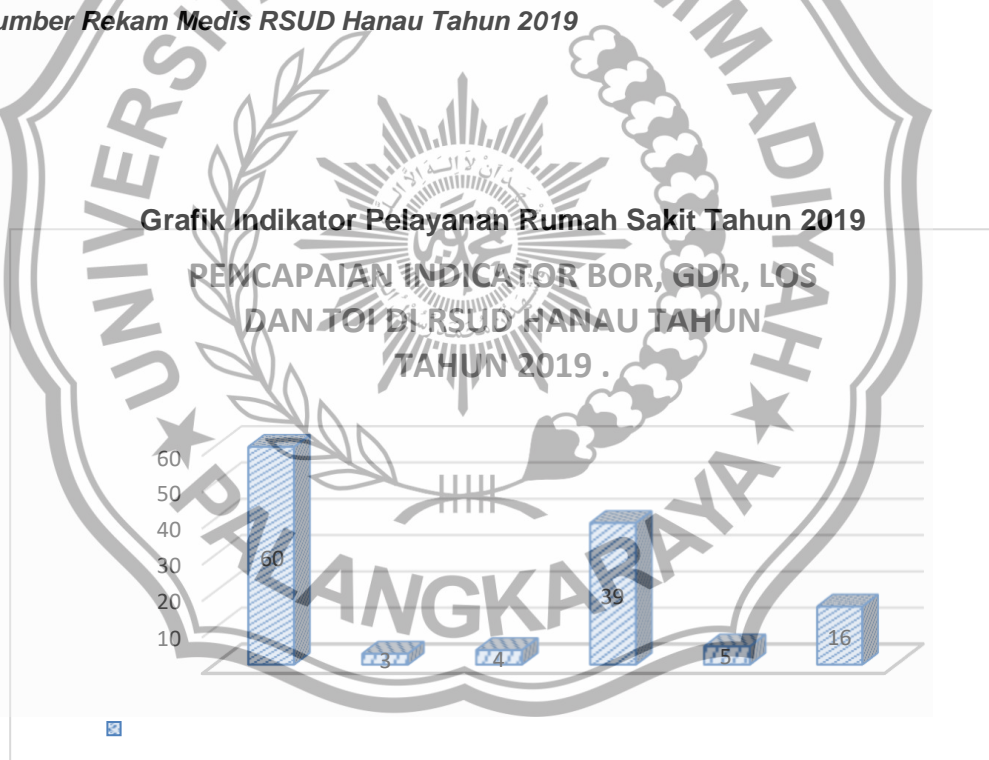 umber Rekam Medis RSUD Hanau Tahun 2019
Grafik Indikator Pelayanan Rumah Sakit Tahun 2019
PENCAPAIAN INDICATOR BOR, GDR, LOS
DAN TOI DI RSUD HANAU TAHUN
TAHUN 2019 .
60
50
40
30
20
10
60
3
4
39
5
16
PALANGKARAYA